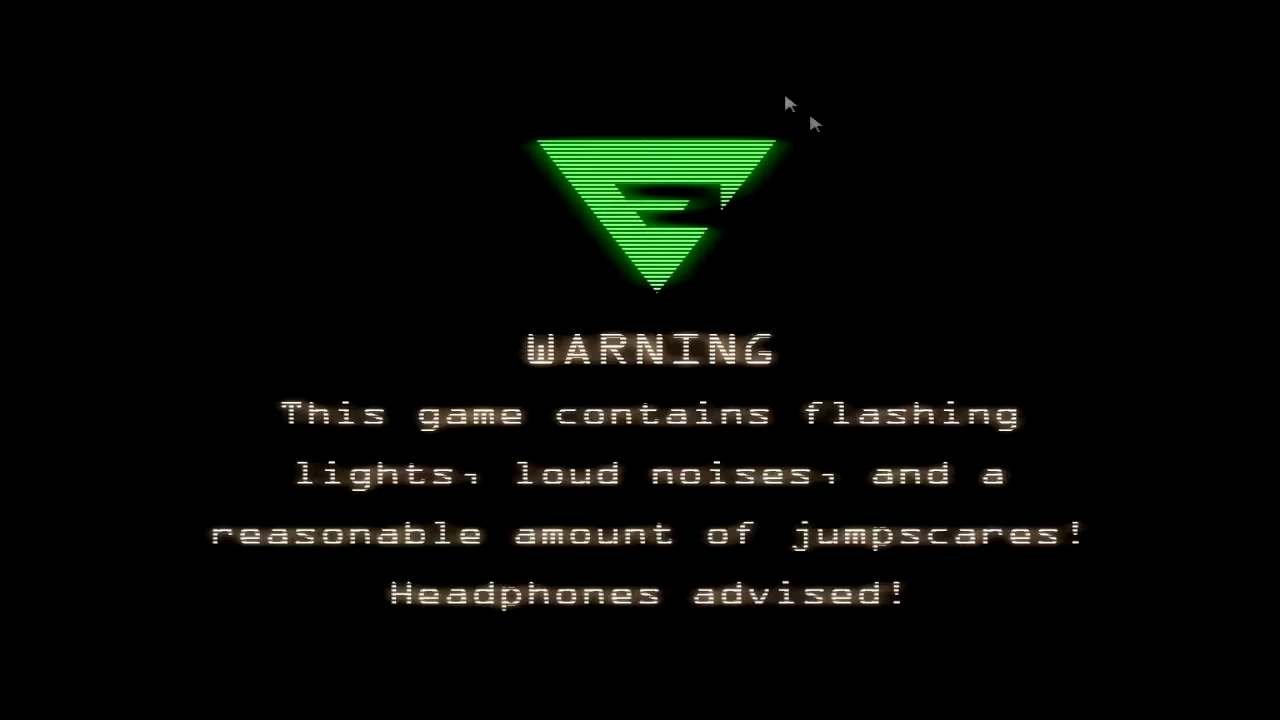 WARNING
This game contains flashing
lights, loud noises, and a
reasonable amount of jumpscares!
Headphones advised!